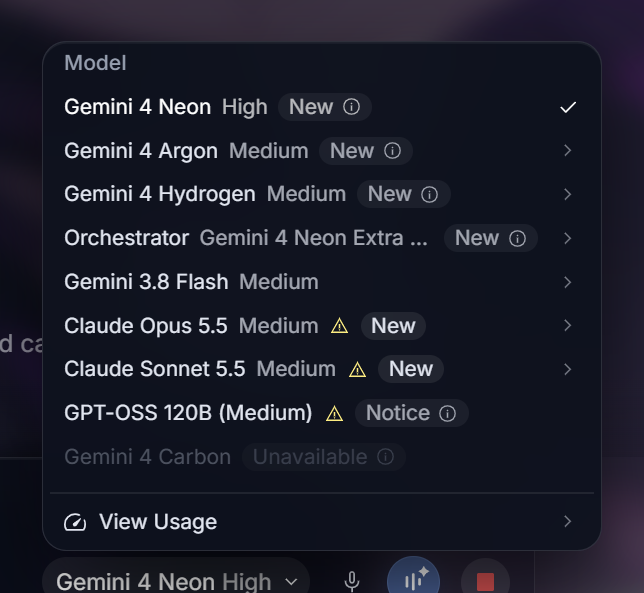 Model
Gemini 4 Neon High New
Gemini 4 Argon Medium New
Gemini 4 Hydrogen Medium New
Orchestrator Gemini 4 Neon Extra ... New
Gemini 3.8 Flash Medium
Claude Opus 5.5 Medium New
d ca
Claude Sonnet 5.5 Medium New
GPT-OSS 120B (Medium) Notice
Gemini 4 Carbon Unavailable
View Usage
Gemini 4 Neon High